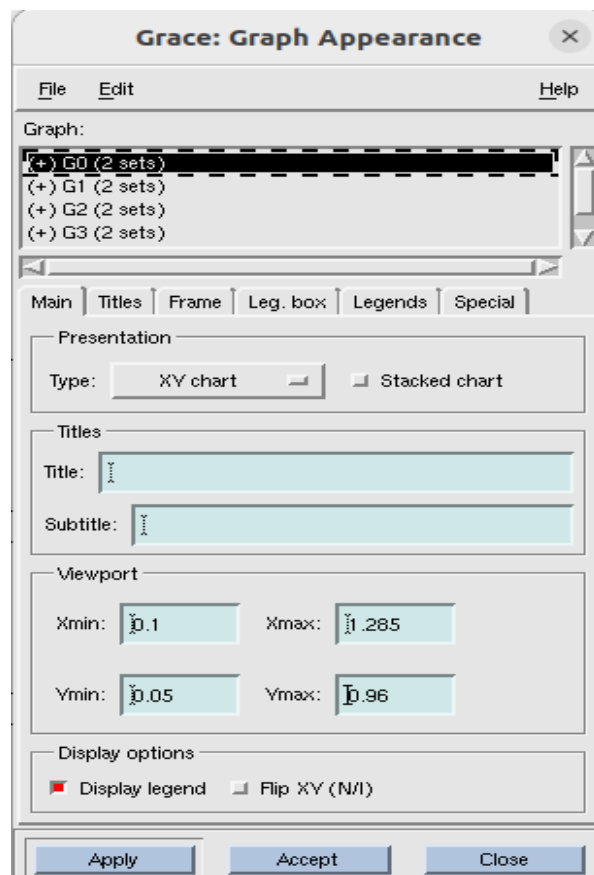 Grace: Graph Appearance
File Edit Help
Graph:
(+) G0 (2 sets)
(+) G1 (2 sets)
(+) G2 (2 sets)
(+) G3 (2 sets)
Main Titles Frame Leg. box Legends Special
Presentation
Type: XY chart Stacked chart
Titles
Title:
Subtitle:
Viewport
Xmin: 0.1 Xmax: 1.285
Ymin: 0.05 Ymax: 0.96
Display options
Display legend Flip XY (N/I)
Apply Accept Close